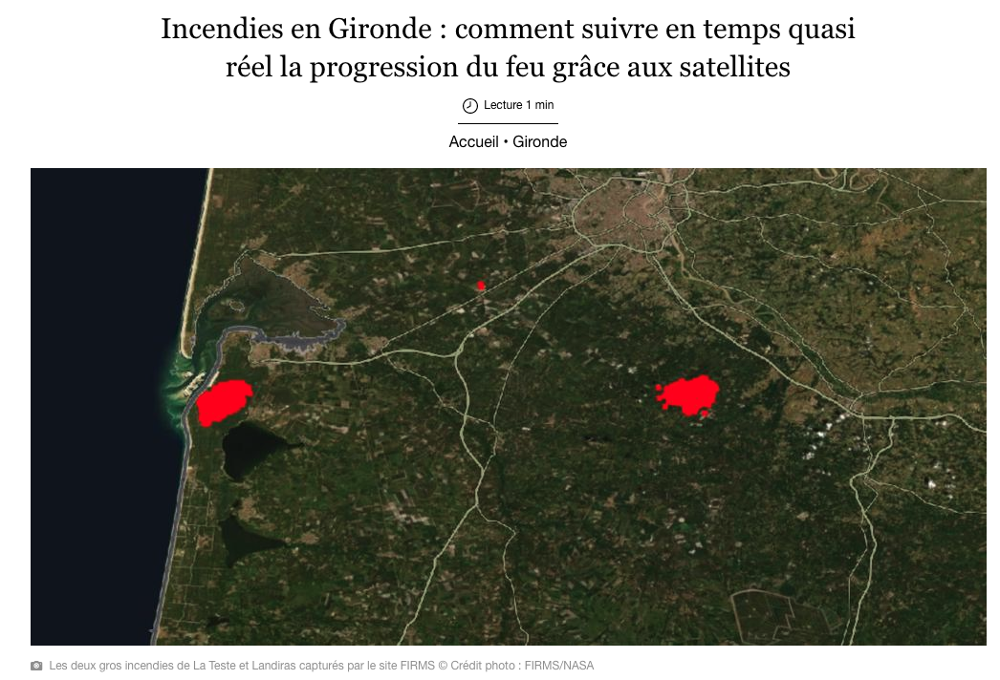 Incendies en Gironde : comment suivre en temps quasi
réel la progression du feu grâce aux satellites
Lecture 1 min
Accueil • Gironde
Les deux gros incendies de La Teste et Landiras capturés par le site FIRMS © Crédit photo : FIRMS/NASA